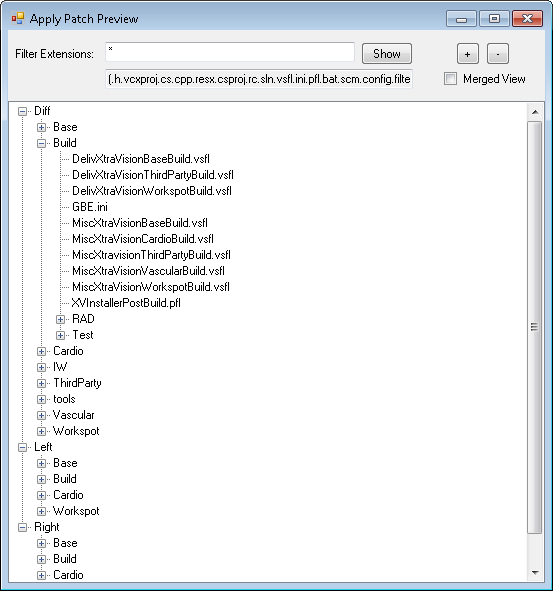 Apply Patch Preview
Filter Extensions: * Show + -
(.h.vcxproj.cs.cpp.resx.csproj.rc.sln.vsfl.ini.pfl.bat.scm.config.filte Merged View
Diff
Base
Build
DelivXtraVisionBaseBuild.vsfl
DelivXtraVisionThirdPartyBuild.vsfl
DelivXtraVisionWorkspotBuild.vsfl
GBE.ini
MiscXtraVisionBaseBuild.vsfl
MiscXtraVisionCardioBuild.vsfl
MiscXtravisionThirdPartyBuild.vsfl
MiscXtraVisionVascularBuild.vsfl
MiscXtraVisionWorkspotBuild.vsfl
XVInstallerPostBuild.pfl
RAD
Test
Cardio
IW
ThirdParty
tools
Vascular
Workspot
Left
Base
Build
Cardio
Workspot
Right
Base
Build
Cardio